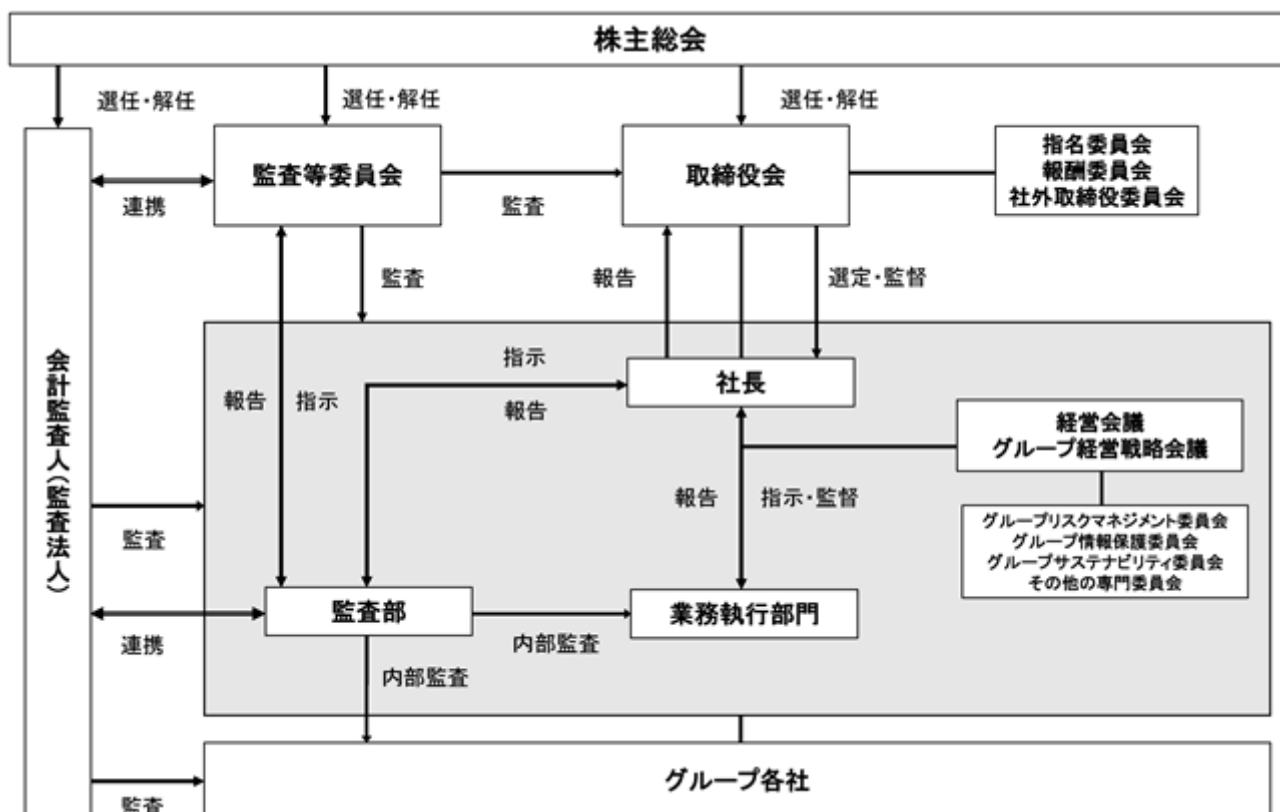 株主総会
選任・解任
選任・解任
選任・解任
監査等委員会
取締役会
指名委員会
報酬委員会
社外取締役委員会
連携
監査
監査
報告
選定・監督
会計監査人(監査法人)
指示
社長
報告
報告
指示
経営会議
グループ経営戦略会議
報告
指示・監督
グループリスクマネジメント委員会
グループ情報保護委員会
グループサステナビリティ委員会
その他の専門委員会
監査
監査部
業務執行部門
連携
内部監査
内部監査
グループ各社
監査